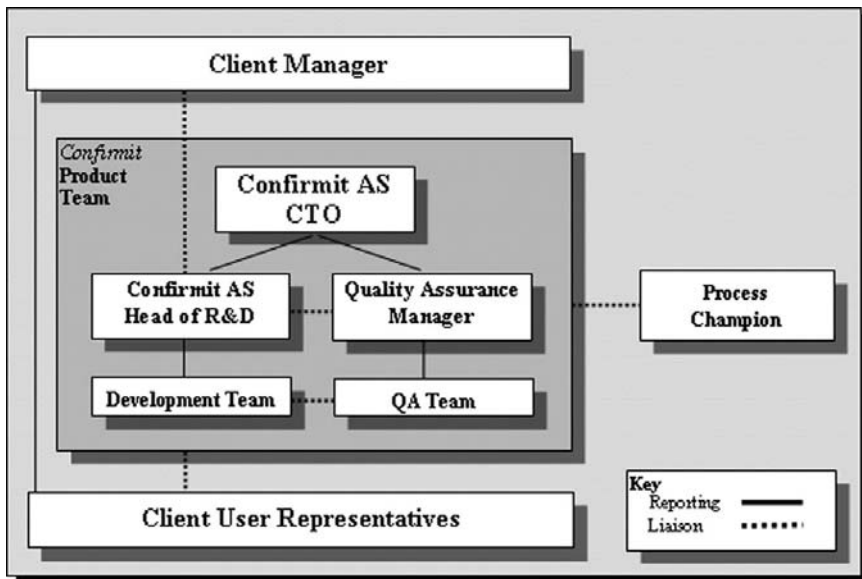 Client Manager
Confirmit
Product
Team
Confirmit AS
CTO
Confirmit AS
Head of R&D
Quality Assurance
Manager
Process
Champion
Development Team
QA Team
Client User Representatives
Key
Reporting
Liaison